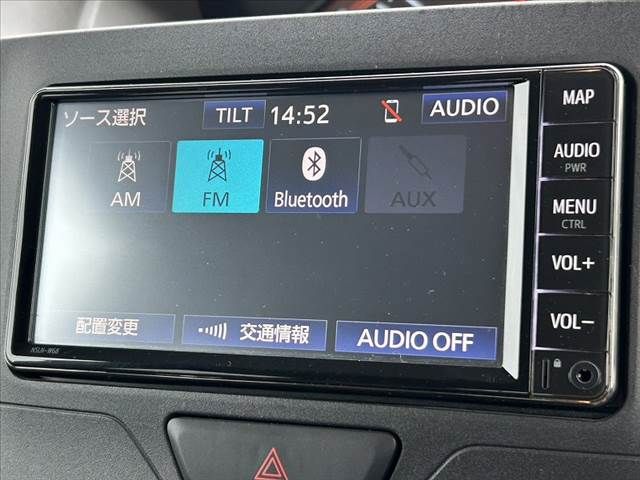 ソース選択 TILT 14:52 AUDIO
AM FM Bluetooth AUX
配置変更 交通情報 AUDIO OFF
MAP
AUDIO
PWR
MENU
CTRL
VOL+
VOL-